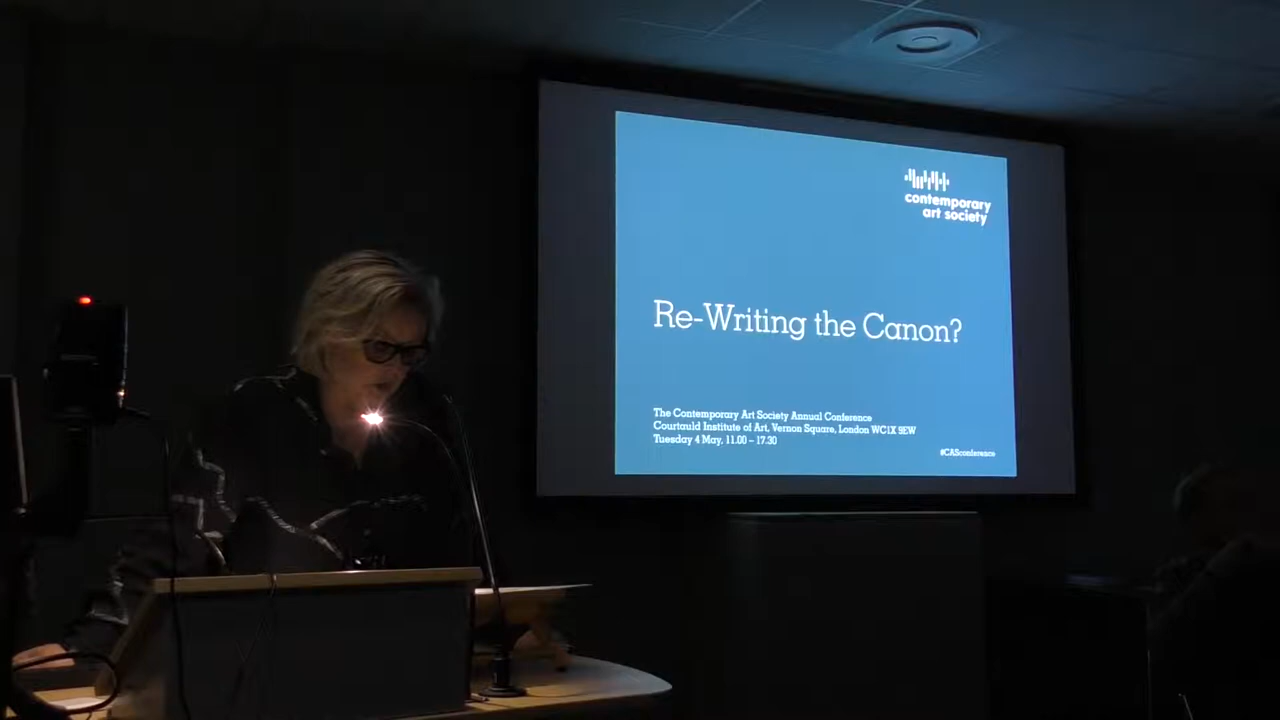 contemporary
art society
Re-Writing the Canon?
The Contemporary Art Society Annual Conference
Courtauld Institute of Art, Vernon Square, London WC1X 9EW
Tuesday 4 May, 11.00 – 17.30
#CASconference